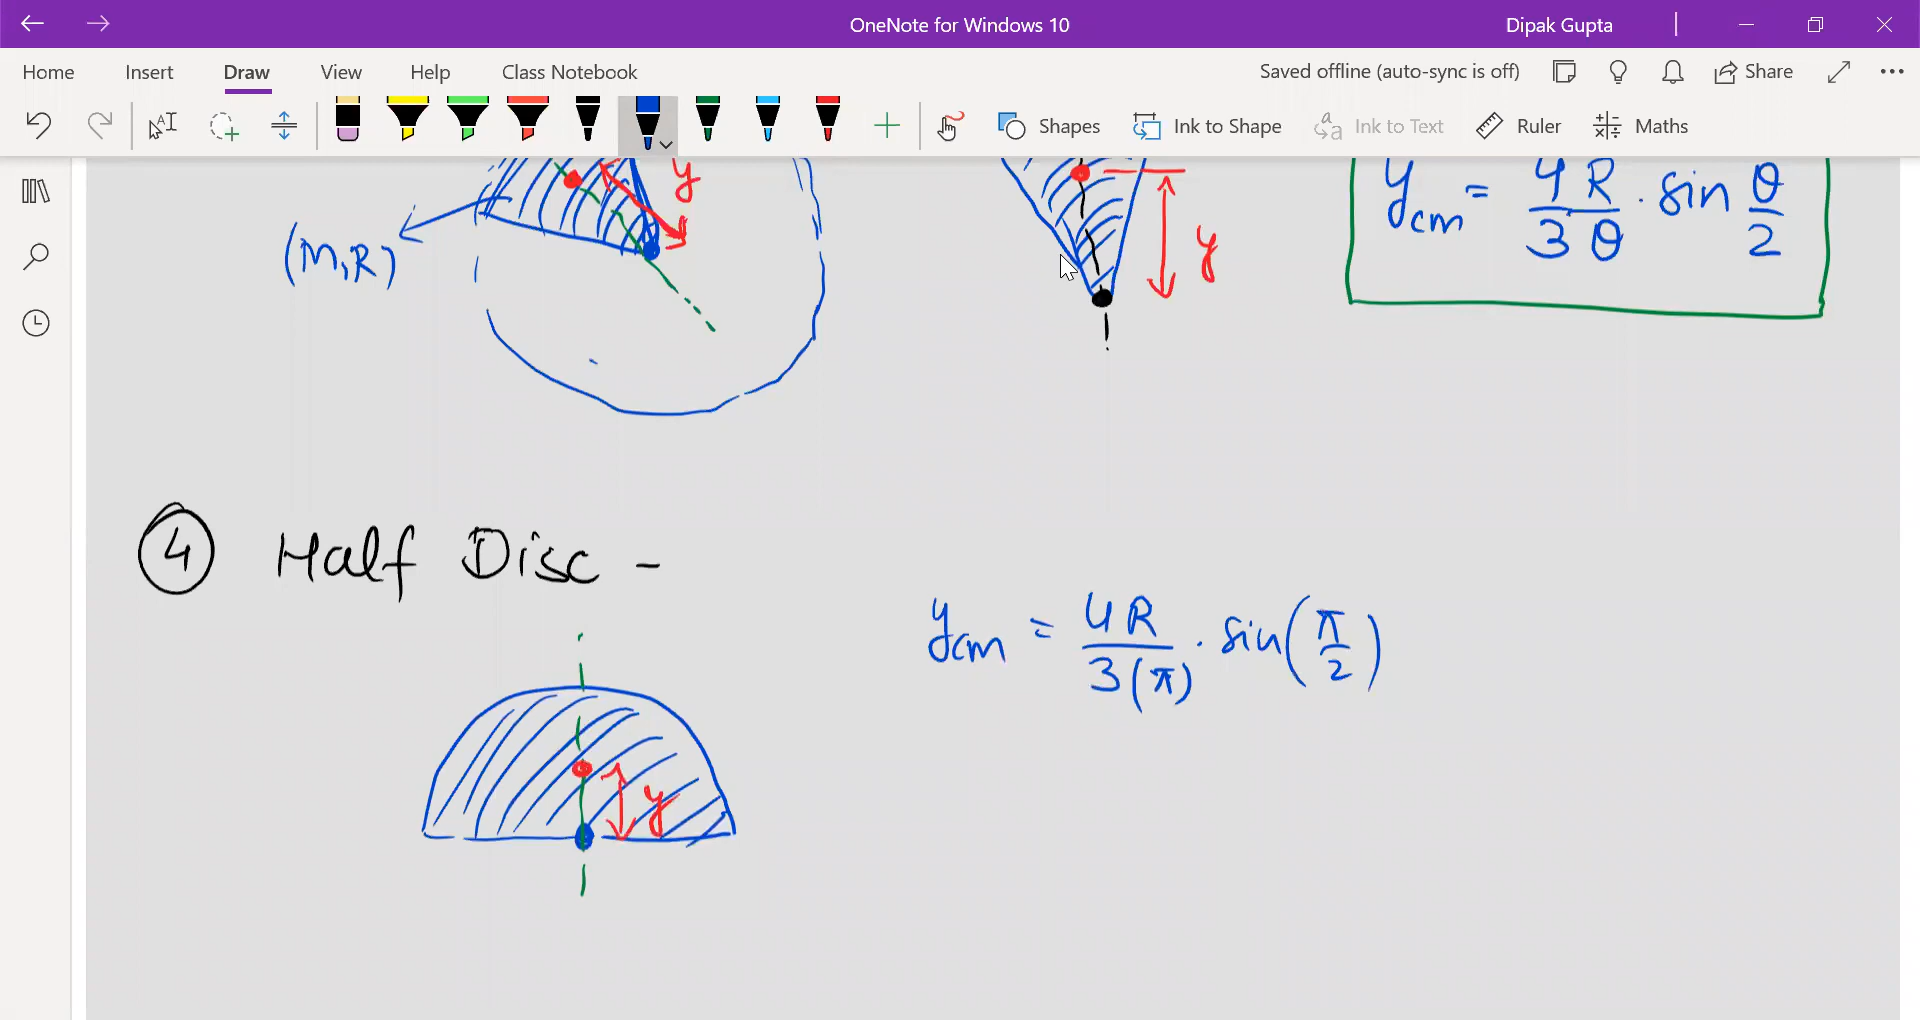 OneNote for Windows 10
Dipak Gupta
Home Insert Draw View Help Class Notebook
Saved offline (auto-sync is off)
Share
Shapes
Ink to Shape
Ink to Text
Ruler
Maths
y
(M,R)
y
y_cm = 4R/3θ · sin θ/2
④ Half Disc -
y_cm = 4R/3(π) · sin(π/2)
y